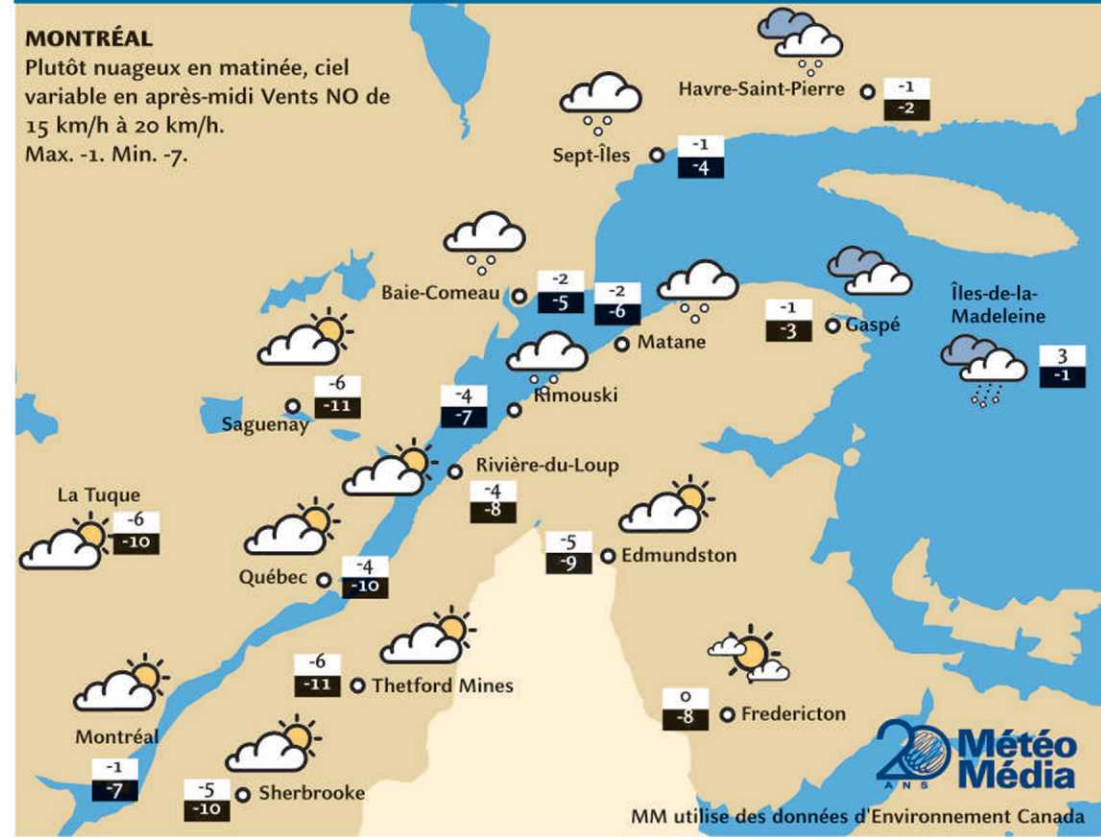 MONTRÉAL
Plutôt nuageux en matinée, ciel
variable en après-midi Vents NO de
15 km/h à 20 km/h.
Max. -1. Min. -7.
Havre-Saint-Pierre
-1
-2
Sept-Îles
-1
-4
Baie-Comeau
-2
-5
-2
-6
Matane
-1
-3
Gaspé
Îles-de-la-
Madeleine
3
-1
-6
-11
Saguenay
-4
-7
Rimouski
Rivière-du-Loup
-4
-8
La Tuque
-6
-10
Québec
-4
-10
-5
-9
Edmundston
-6
-11
Thetford Mines
0
-8
Fredericton
Montréal
-1
-7
-5
-10
Sherbrooke
20
ANS
Météo
Média
MM utilise des données d'Environnement Canada